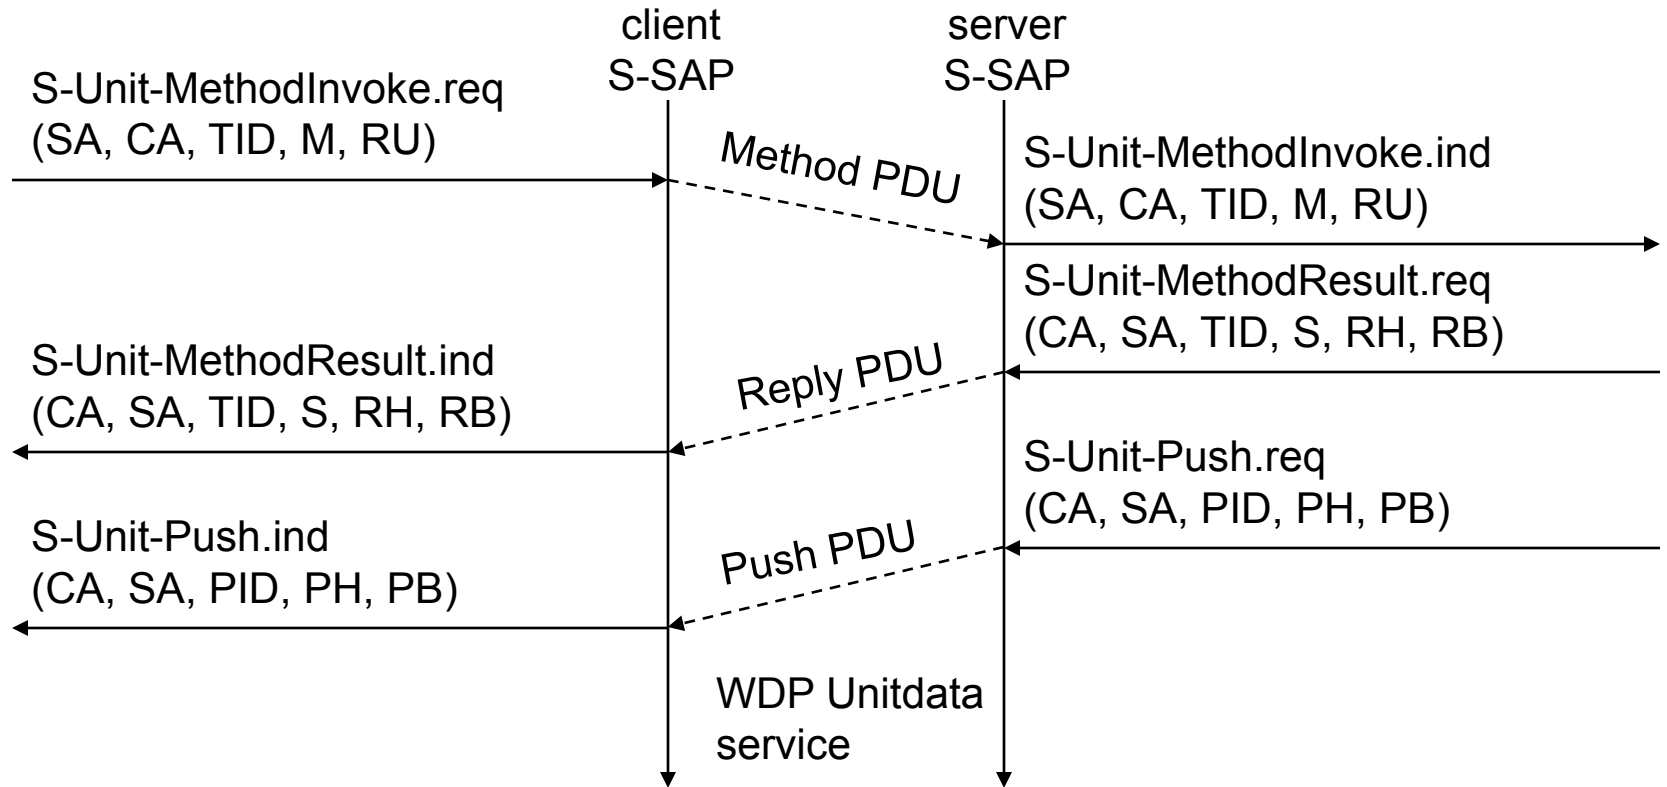 client
S-SAP
server
S-SAP
S-Unit-MethodInvoke.req
(SA, CA, TID, M, RU)
Method PDU
S-Unit-MethodInvoke.ind
(SA, CA, TID, M, RU)
S-Unit-MethodResult.req
(CA, SA, TID, S, RH, RB)
Reply PDU
S-Unit-MethodResult.ind
(CA, SA, TID, S, RH, RB)
S-Unit-Push.req
(CA, SA, PID, PH, PB)
Push PDU
S-Unit-Push.ind
(CA, SA, PID, PH, PB)
WDP Unitdata
service